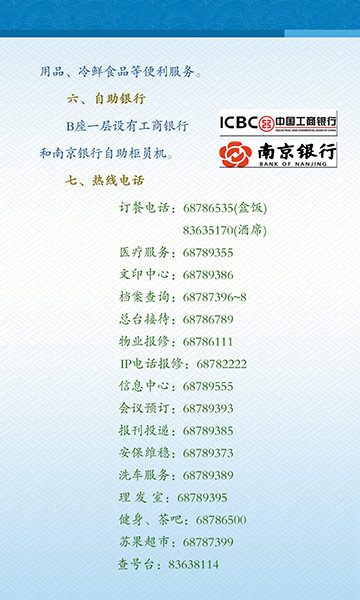 用品、冷鲜食品等便利服务。
六、自助银行
B座一层设有工商银行
和南京银行自助柜员机。
ICBC 中国工商银行
INDUSTRIAL AND COMMERCIAL BANK OF CHINA
南京银行
BANK OF NANJING
七、热线电话
订餐电话：68786535(盒饭)
83635170(酒席)
医疗服务：68789355
文印中心：68789386
档案查询：68787396~8
总台接待：68786789
物业报修：68786111
IP电话报修：68782222
信息中心：68789555
会议预订：68789393
报刊投递：68789385
安保维稳：68789373
洗车服务：68789389
理 发 室：68789395
健身、茶吧：68786500
苏果超市：68787399
查号台：83638114